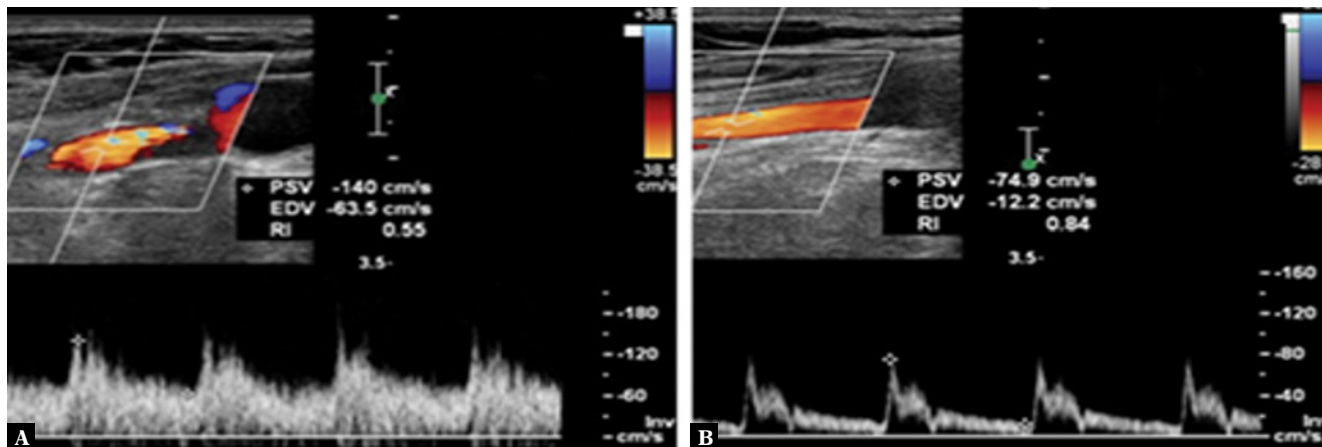 +38.5
-38.5
cm/s
PSV -140 cm/s
EDV -63.5 cm/s
RI 0.55
3.5-
-180
-120
-60
Inv
cm/s
A
-28
cm/
x
PSV -74.9 cm/s
EDV -12.2 cm/s
RI 0.84
3.5-
-160
-120
-80
-40
Inv
cm/s
B